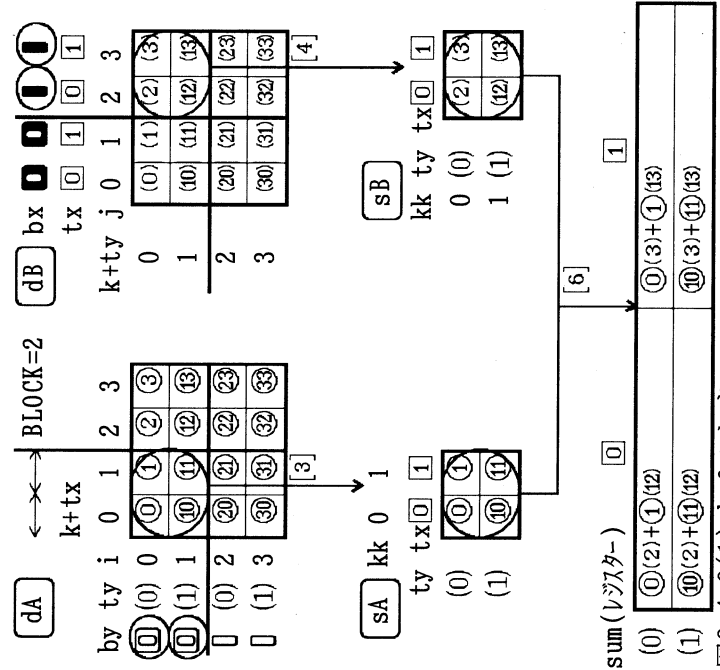 dA BLOCK=2 dB bx 0 0 1 1
k+tx tx 0 1 0 1
by ty i 0 1 2 3 k+ty j 0 1 2 3
0 (0) 0 ⓪ ① ② ③ 0 (0) (1) (2) (3)
0 (1) 1 ⑩ ⑪ ⑫ ⑬ 1 (10) (11) (12) (13)
1 (0) 2 ⑳ ㉑ ㉒ ㉓ 2 (20) (21) (22) (23)
1 (1) 3 ㉚ ㉛ ㉜ ㉝ 3 (30) (31) (32) (33)
[3] [4]
sA kk 0 1 sB
ty tx 0 1 kk ty tx 0 1
(0) ⓪ ① 0 (0) (2) (3)
(1) ⑩ ⑪ 1 (1) (12) (13)
[6]
sum(レジスター) 0 1
(0) ⓪(2)+①(12) ⓪(3)+①(13)
(1) ⑩(2)+⑪(12) ⑩(3)+⑪(13)